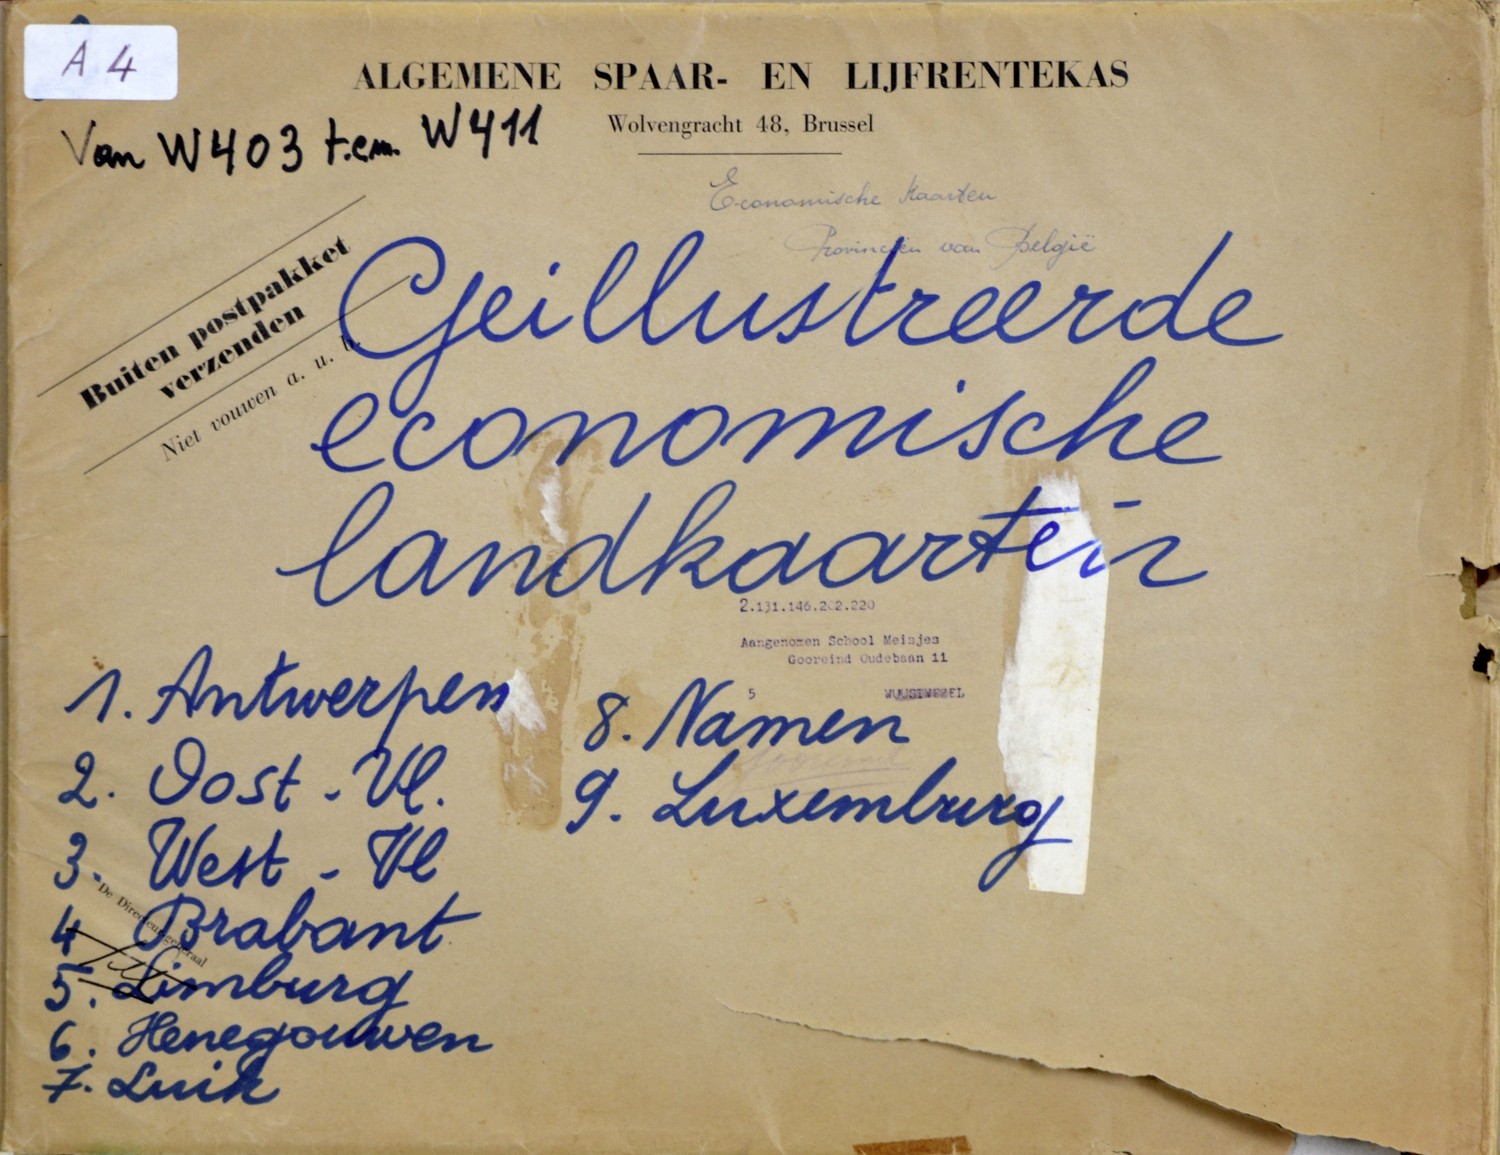 A 4
ALGEMENE SPAAR- EN LIJFRENTEKAS
Wolvengracht 48, Brussel
Van W403 t.e.m. W411
Economische Kaarten
Provinciën van België
Buiten postpakket
verzenden
Niet vouwen a. u. b.
Geillustreerde
economische
landkaarten
2.131.146.202.220
Aangenomen School Meisjes
Gooreind Oudebaan 11
5 WUUSTWEZEL
1. Antwerpen
2. Oost - Vl.
3. West - Vl
4 Brabant
5. Limburg
6. Henegouwen
7. Luik
8. Namen
9. Luxemburg
De Directeur-generaal